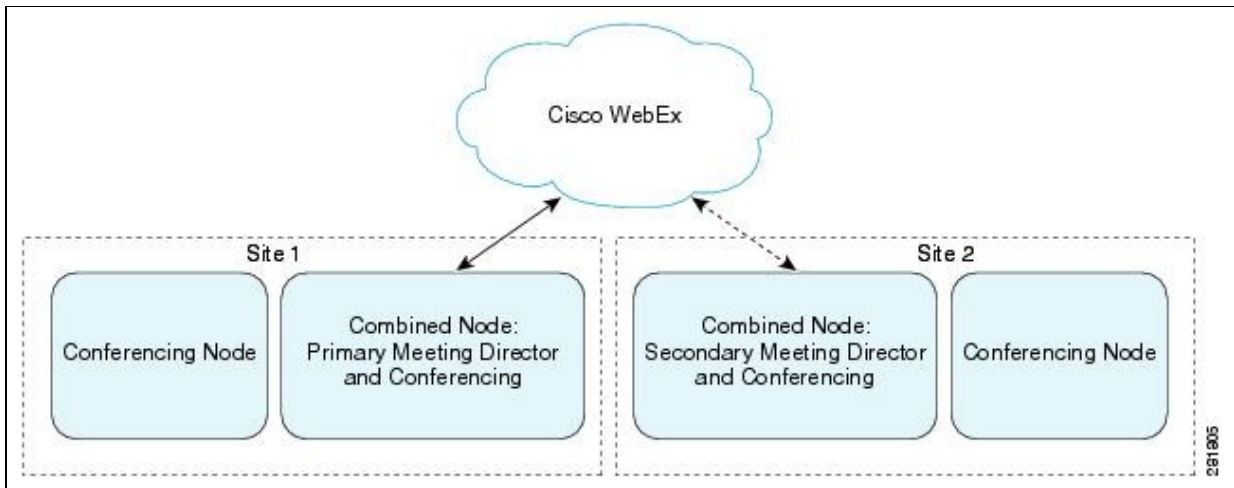 Cisco WebEx
Site 1
Conferencing Node
Combined Node:
Primary Meeting Director
and Conferencing
Site 2
Combined Node:
Secondary Meeting Director
and Conferencing
Conferencing Node
281905